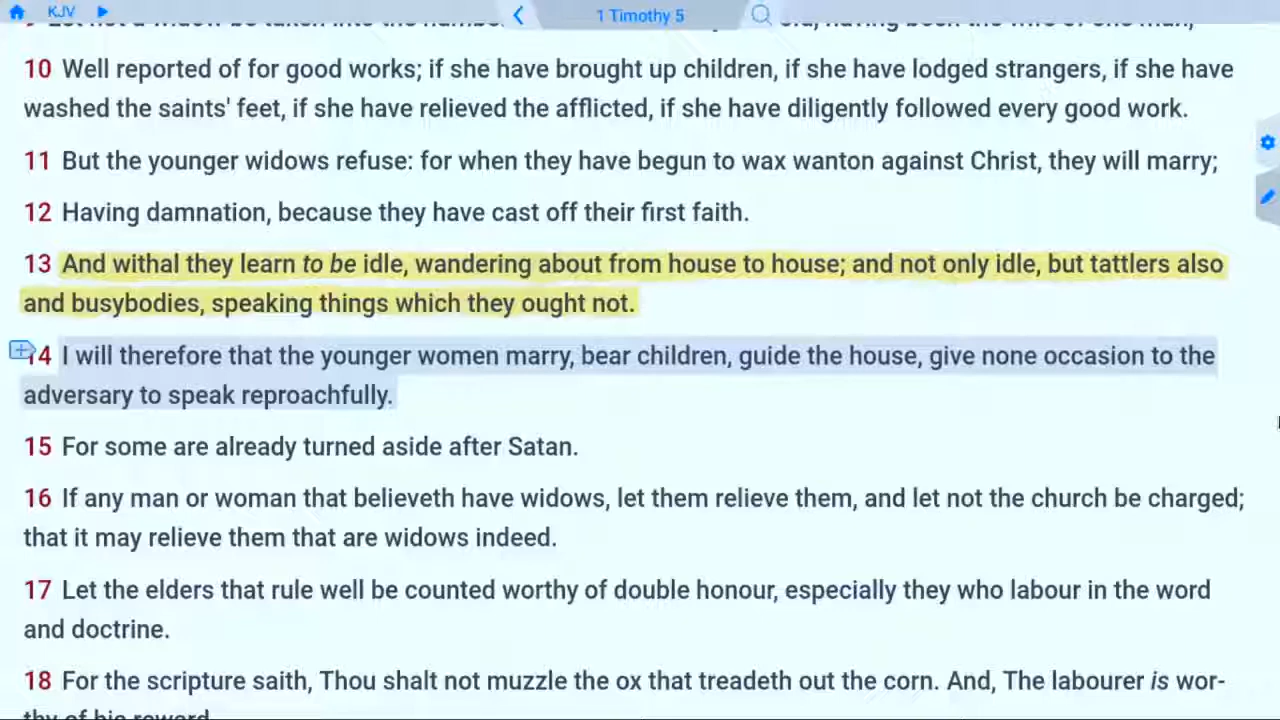 KJV
1 Timothy 5
10 Well reported of for good works; if she have brought up children, if she have lodged strangers, if she have
washed the saints' feet, if she have relieved the afflicted, if she have diligently followed every good work.
11 But the younger widows refuse: for when they have begun to wax wanton against Christ, they will marry;
12 Having damnation, because they have cast off their first faith.
13 And withal they learn to be idle, wandering about from house to house; and not only idle, but tattlers also
and busybodies, speaking things which they ought not.
14 I will therefore that the younger women marry, bear children, guide the house, give none occasion to the
adversary to speak reproachfully.
15 For some are already turned aside after Satan.
16 If any man or woman that believeth have widows, let them relieve them, and let not the church be charged;
that it may relieve them that are widows indeed.
17 Let the elders that rule well be counted worthy of double honour, especially they who labour in the word
and doctrine.
18 For the scripture saith, Thou shalt not muzzle the ox that treadeth out the corn. And, The labourer is wor-
thy of his reward